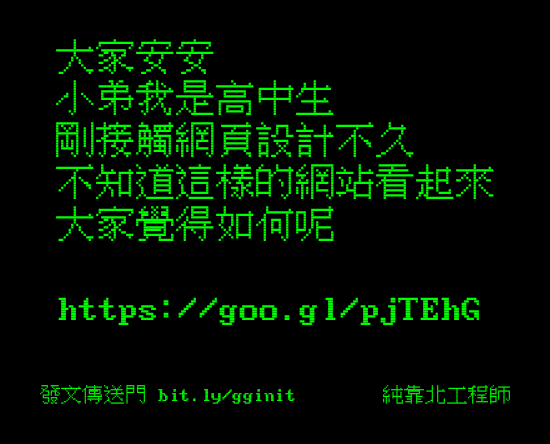 大家安安
小弟我是高中生
剛接觸網頁設計不久
不知道這樣的網站看起來
大家覺得如何呢
https://goo.gl/pjTEhG
發文傳送門 bit.ly/gginit
純靠北工程師